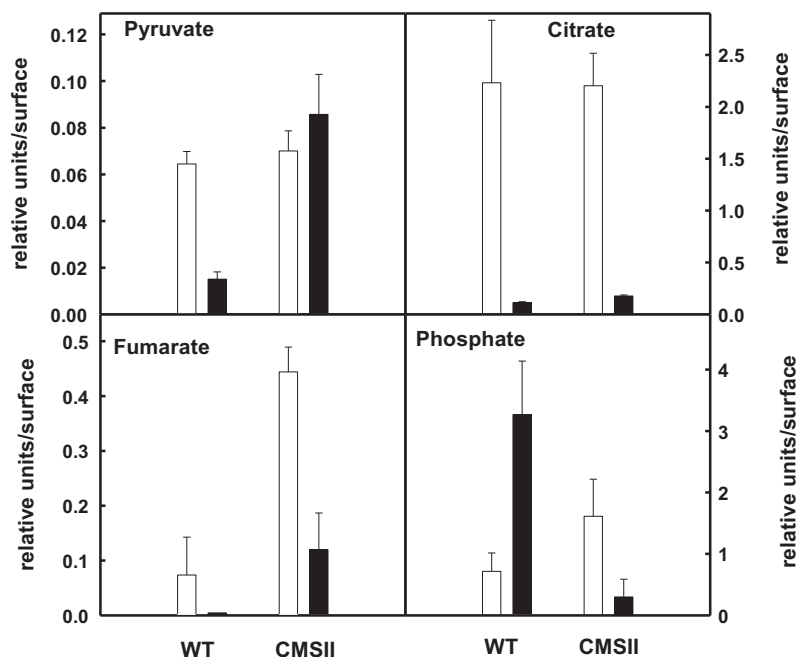 Pyruvate
Citrate
relative units/surface
0.12
0.10
0.08
0.06
0.04
0.02
0.00
2.5
2.0
1.5
1.0
0.5
0.0
relative units/surface
Fumarate
Phosphate
relative units/surface
0.5
0.4
0.3
0.2
0.1
0.0
4
3
2
1
0
relative units/surface
WT CMSII WT CMSII